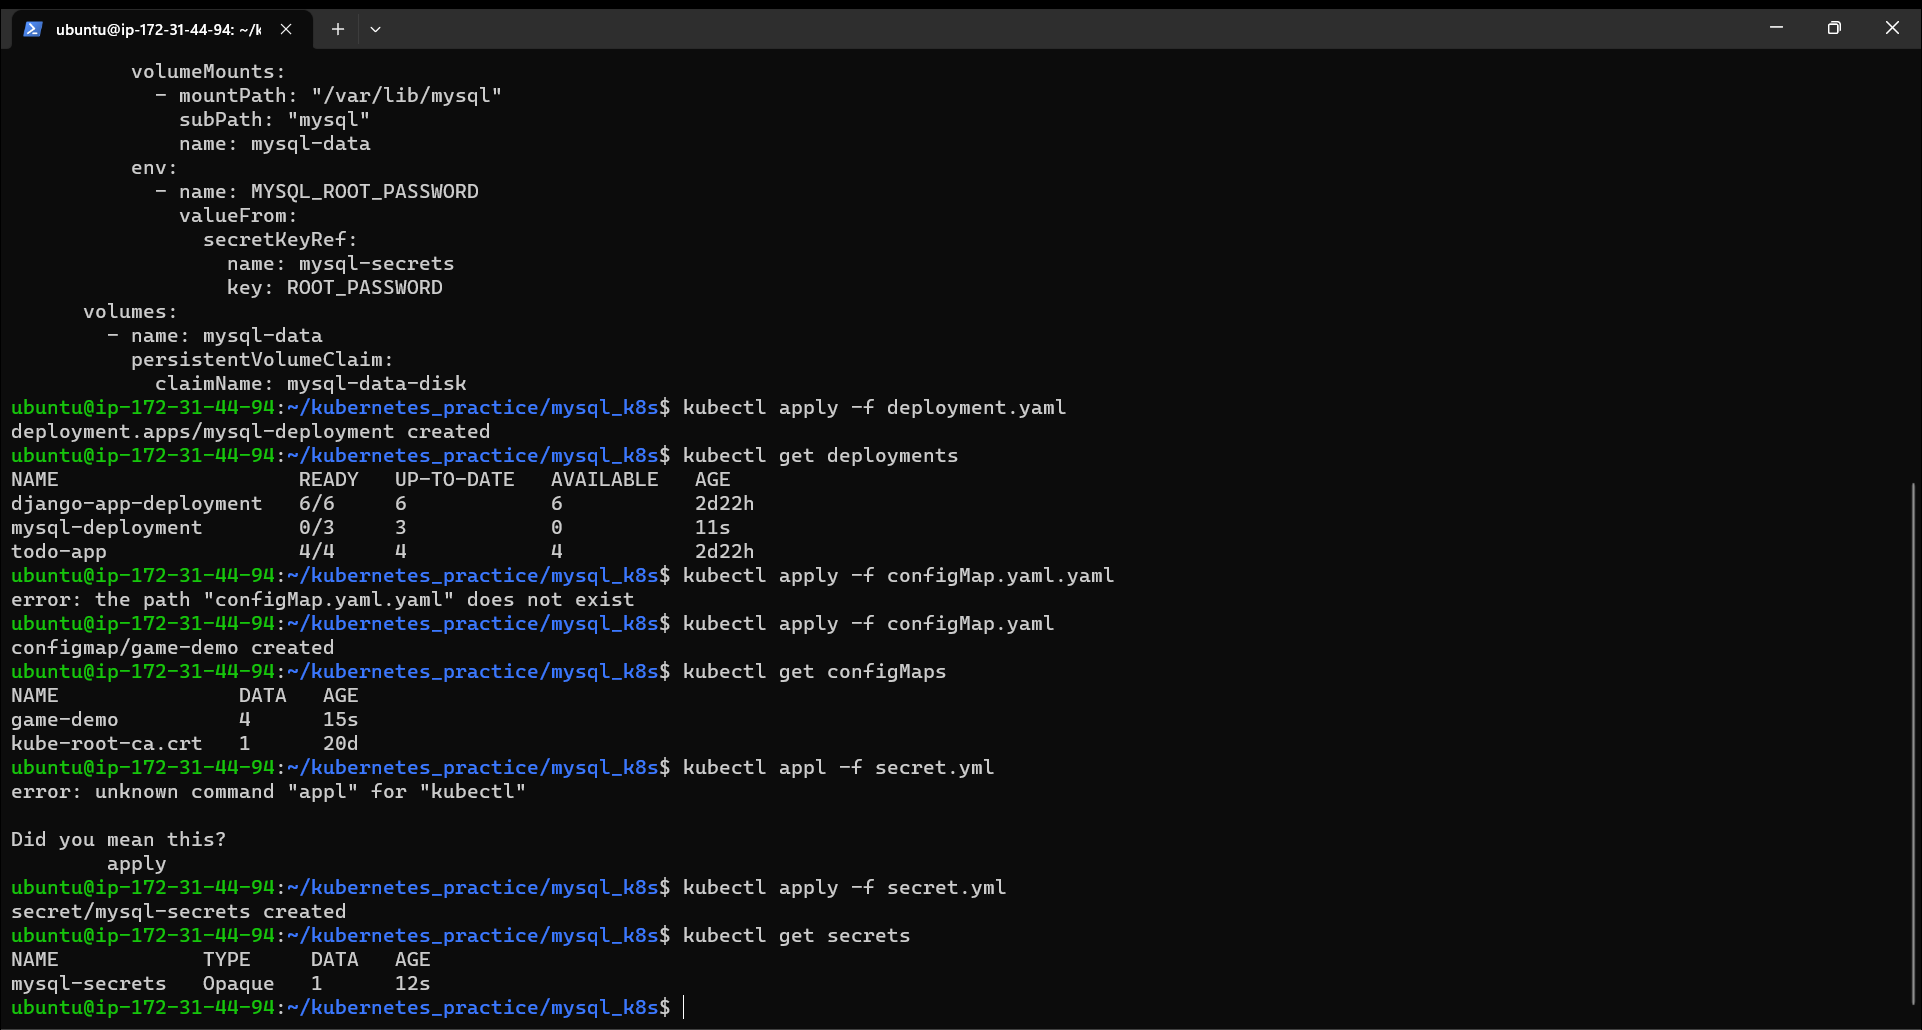 ubuntu@ip-172-31-44-94: ~/k
          volumeMounts:
            - mountPath: "/var/lib/mysql"
              subPath: "mysql"
              name: mysql-data
          env:
            - name: MYSQL_ROOT_PASSWORD
              valueFrom:
                secretKeyRef:
                  name: mysql-secrets
                  key: ROOT_PASSWORD
      volumes:
        - name: mysql-data
          persistentVolumeClaim:
            claimName: mysql-data-disk
ubuntu@ip-172-31-44-94:~/kubernetes_practice/mysql_k8s$ kubectl apply -f deployment.yaml
deployment.apps/mysql-deployment created
ubuntu@ip-172-31-44-94:~/kubernetes_practice/mysql_k8s$ kubectl get deployments
NAME                    READY   UP-TO-DATE   AVAILABLE   AGE
django-app-deployment   6/6     6            6           2d22h
mysql-deployment        0/3     3            0           11s
todo-app                4/4     4            4           2d22h
ubuntu@ip-172-31-44-94:~/kubernetes_practice/mysql_k8s$ kubectl apply -f configMap.yaml.yaml
error: the path "configMap.yaml.yaml" does not exist
ubuntu@ip-172-31-44-94:~/kubernetes_practice/mysql_k8s$ kubectl apply -f configMap.yaml
configmap/game-demo created
ubuntu@ip-172-31-44-94:~/kubernetes_practice/mysql_k8s$ kubectl get configMaps
NAME               DATA   AGE
game-demo          4      15s
kube-root-ca.crt   1      20d
ubuntu@ip-172-31-44-94:~/kubernetes_practice/mysql_k8s$ kubectl appl -f secret.yml
error: unknown command "appl" for "kubectl"

Did you mean this?
        apply
ubuntu@ip-172-31-44-94:~/kubernetes_practice/mysql_k8s$ kubectl apply -f secret.yml
secret/mysql-secrets created
ubuntu@ip-172-31-44-94:~/kubernetes_practice/mysql_k8s$ kubectl get secrets
NAME            TYPE     DATA   AGE
mysql-secrets   Opaque   1      12s
ubuntu@ip-172-31-44-94:~/kubernetes_practice/mysql_k8s$